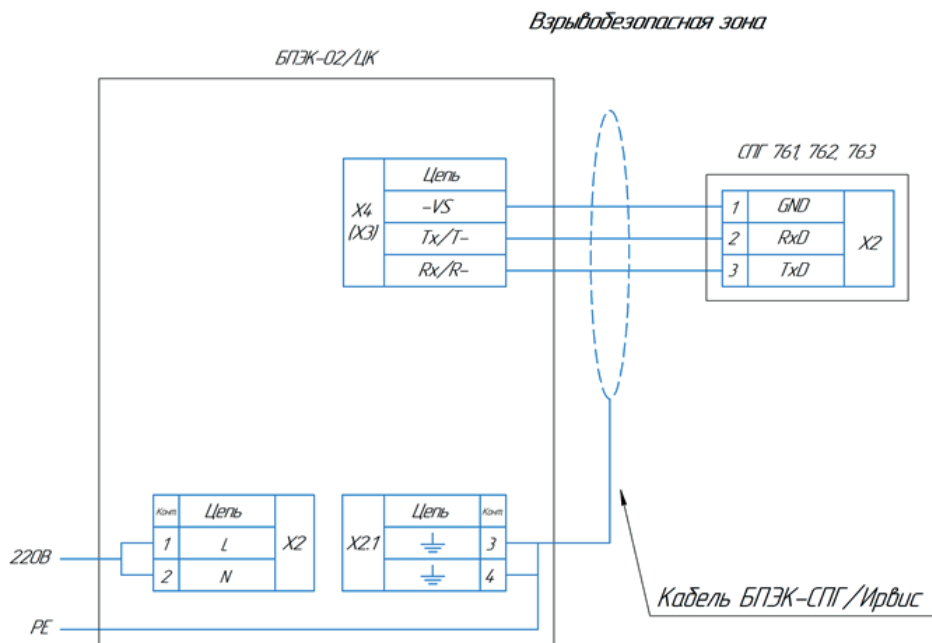 Взрывобезопасная зона
БПЭК-02/ЦК
СПГ 761, 762, 763
X4
(X3)
Цепь
-VS
Tx/T-
Rx/R-
1 GND
2 RxD
3 TxD
X2
Конт. Цепь
1 L
2 N
X2
X2.1
Цепь Конт.
3
4
220В
PE
Кабель БПЭК-СПГ/Ирвис